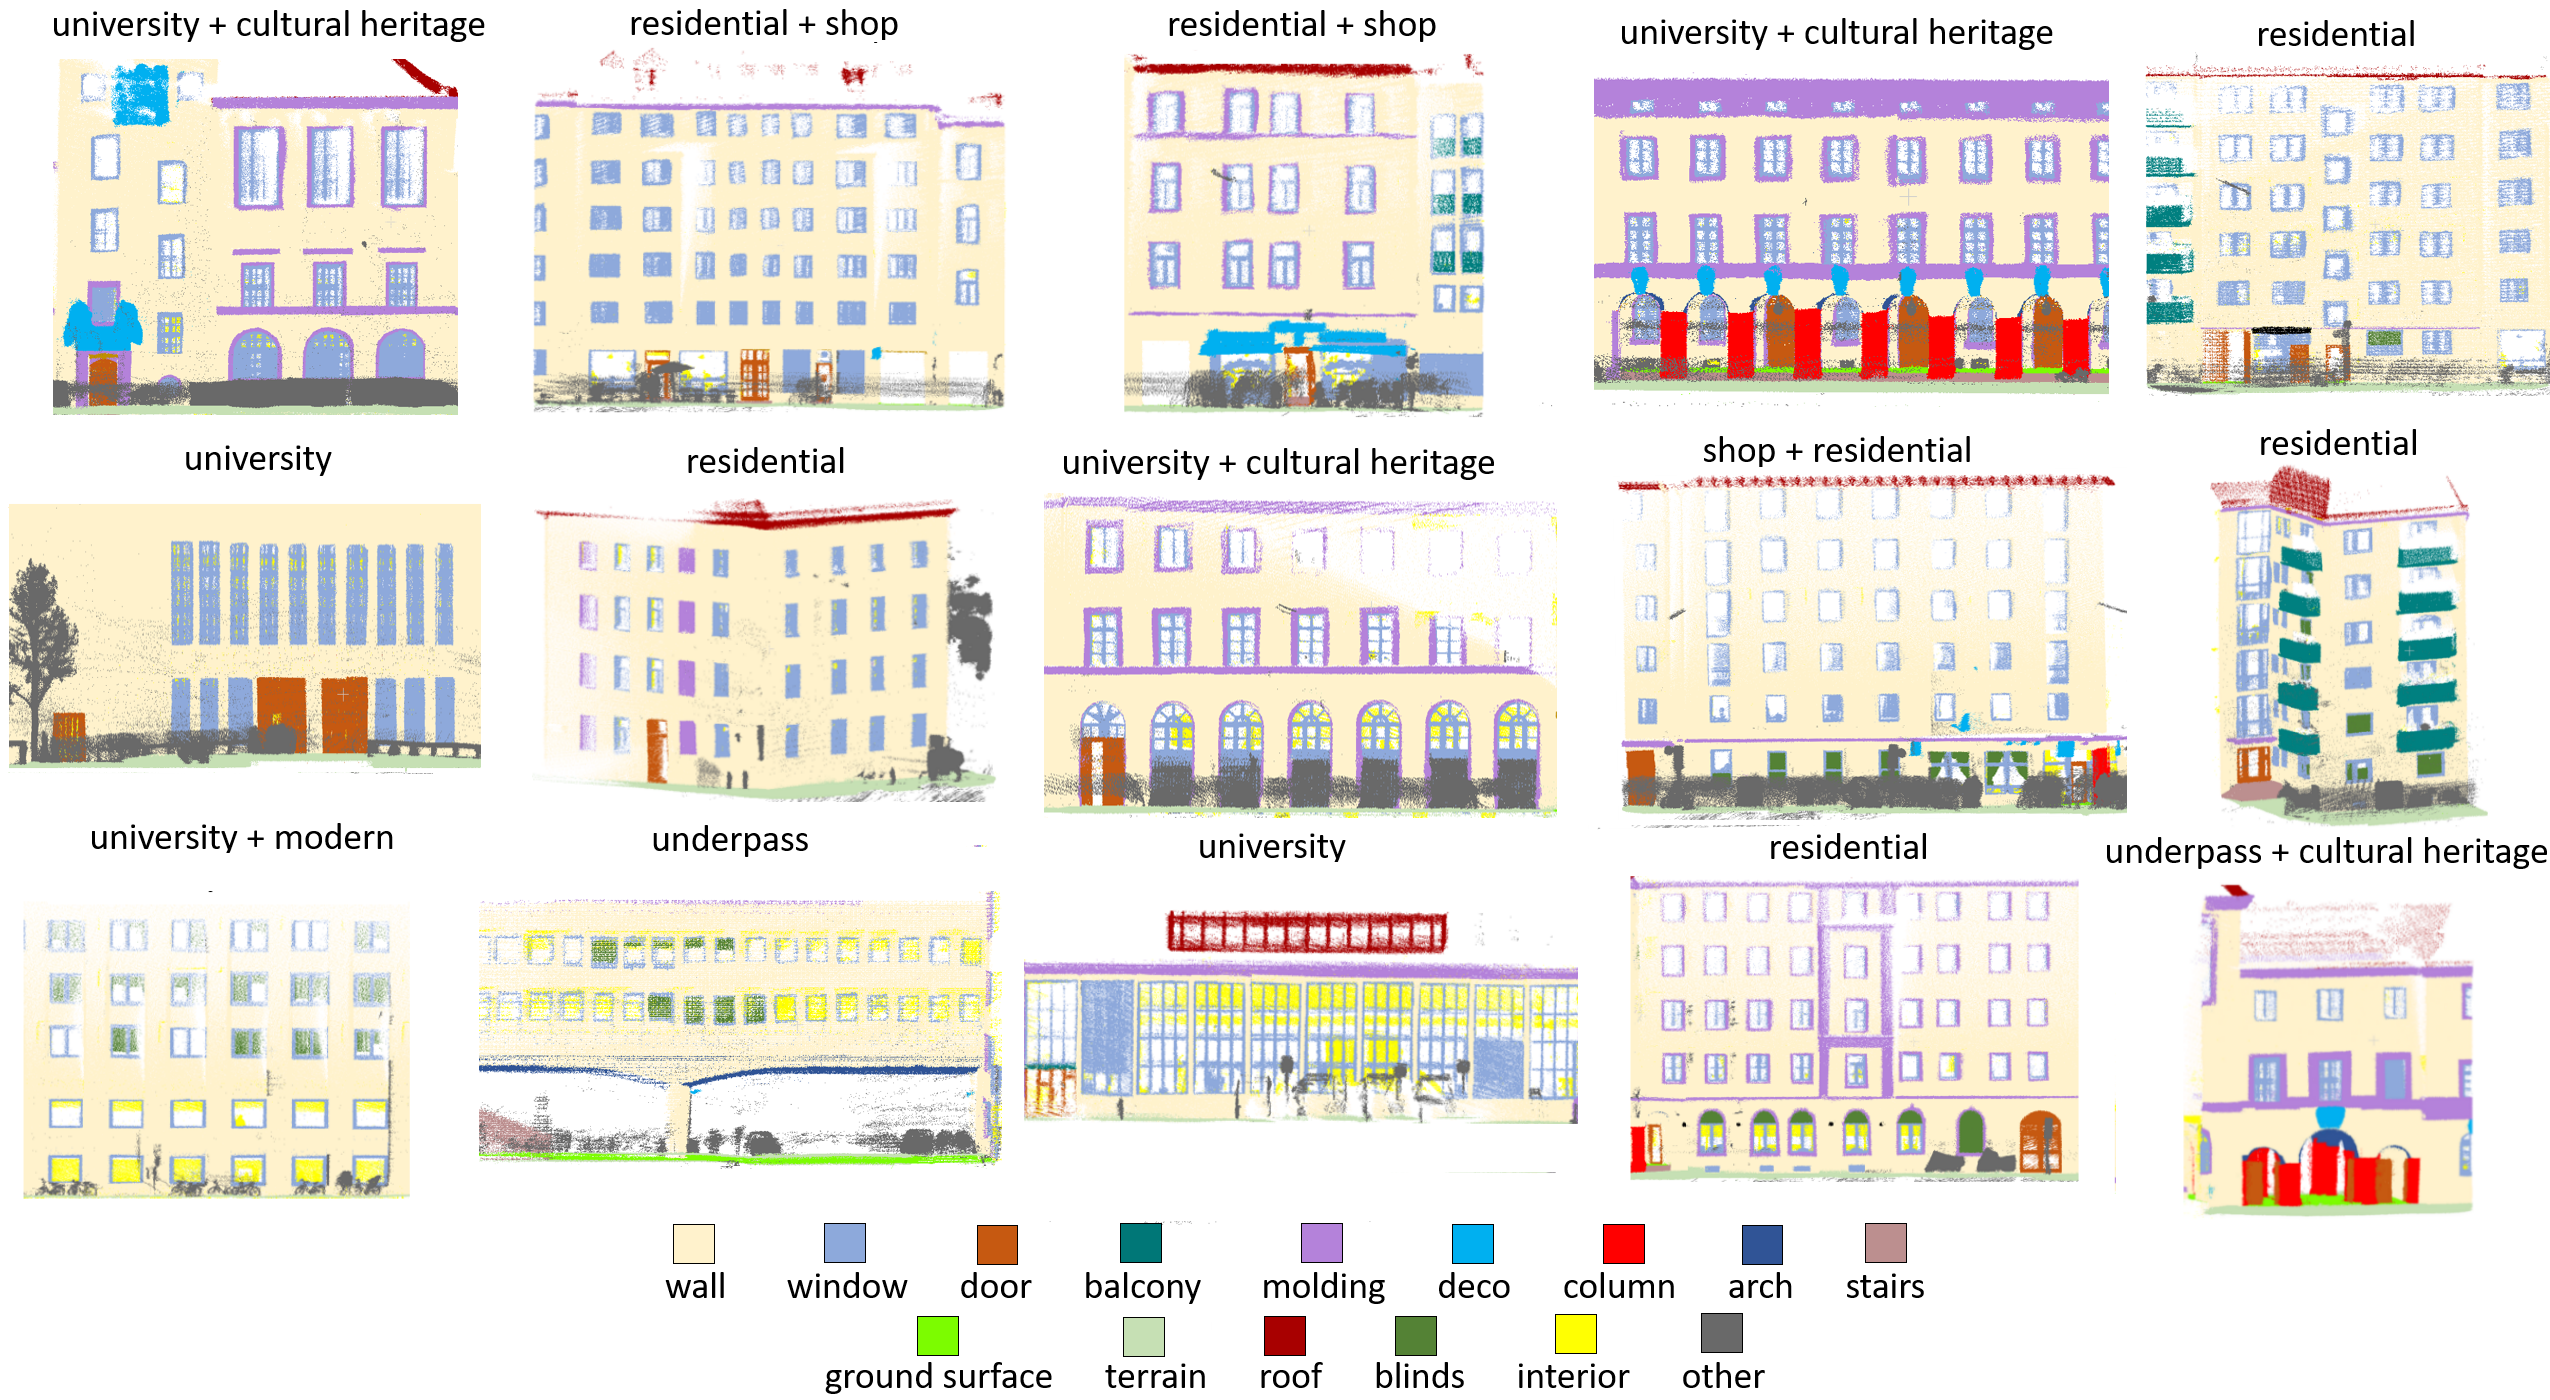 university + cultural heritage
residential + shop
residential + shop
university + cultural heritage
residential
university
residential
university + cultural heritage
shop + residential
residential
university + modern
underpass
university
residential
underpass + cultural heritage
wall
window
door
balcony
molding
deco
column
arch
stairs
ground surface
terrain
roof
blinds
interior
other